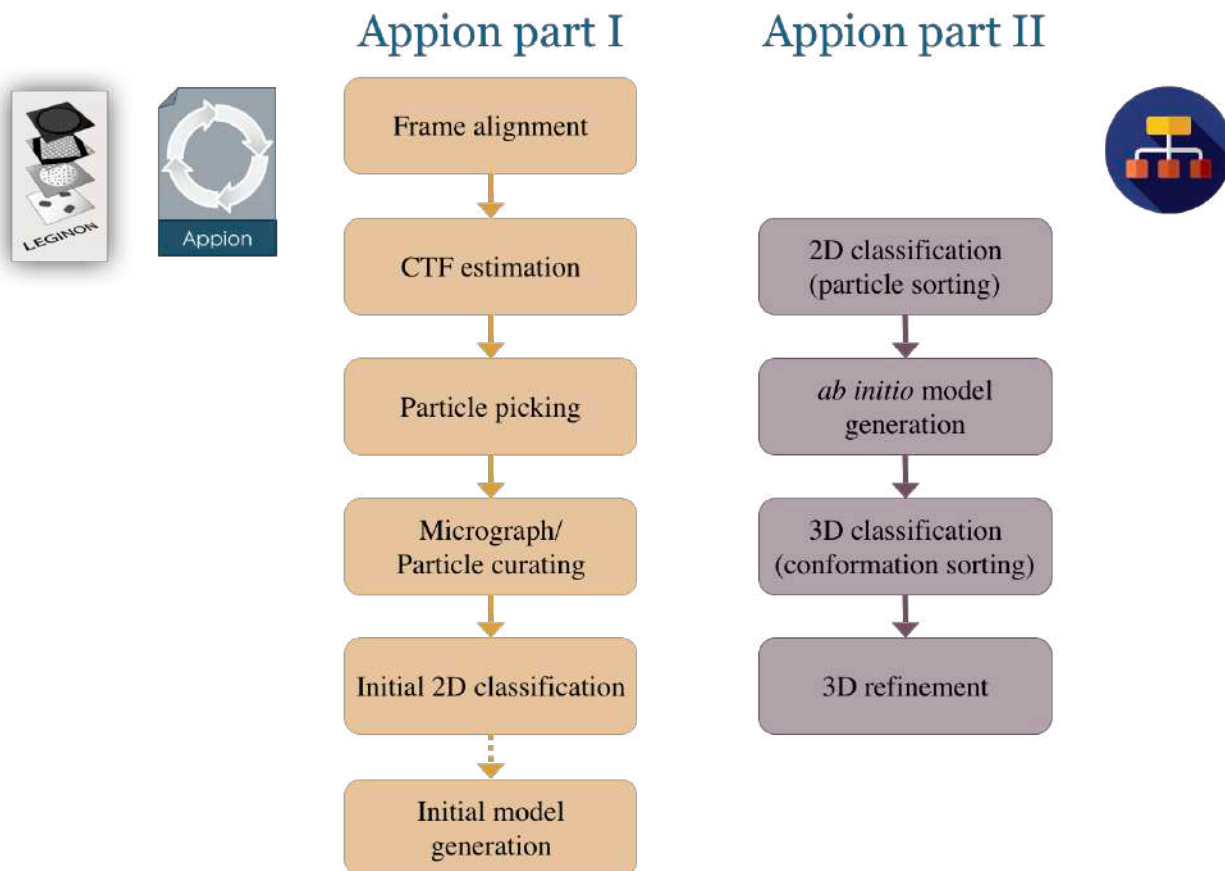 Appion part I
Appion part II
LEGINON
Appion
Frame alignment
CTF estimation
Particle picking
Micrograph/
Particle curating
Initial 2D classification
Initial model
generation
2D classification
(particle sorting)
ab initio model
generation
3D classification
(conformation sorting)
3D refinement